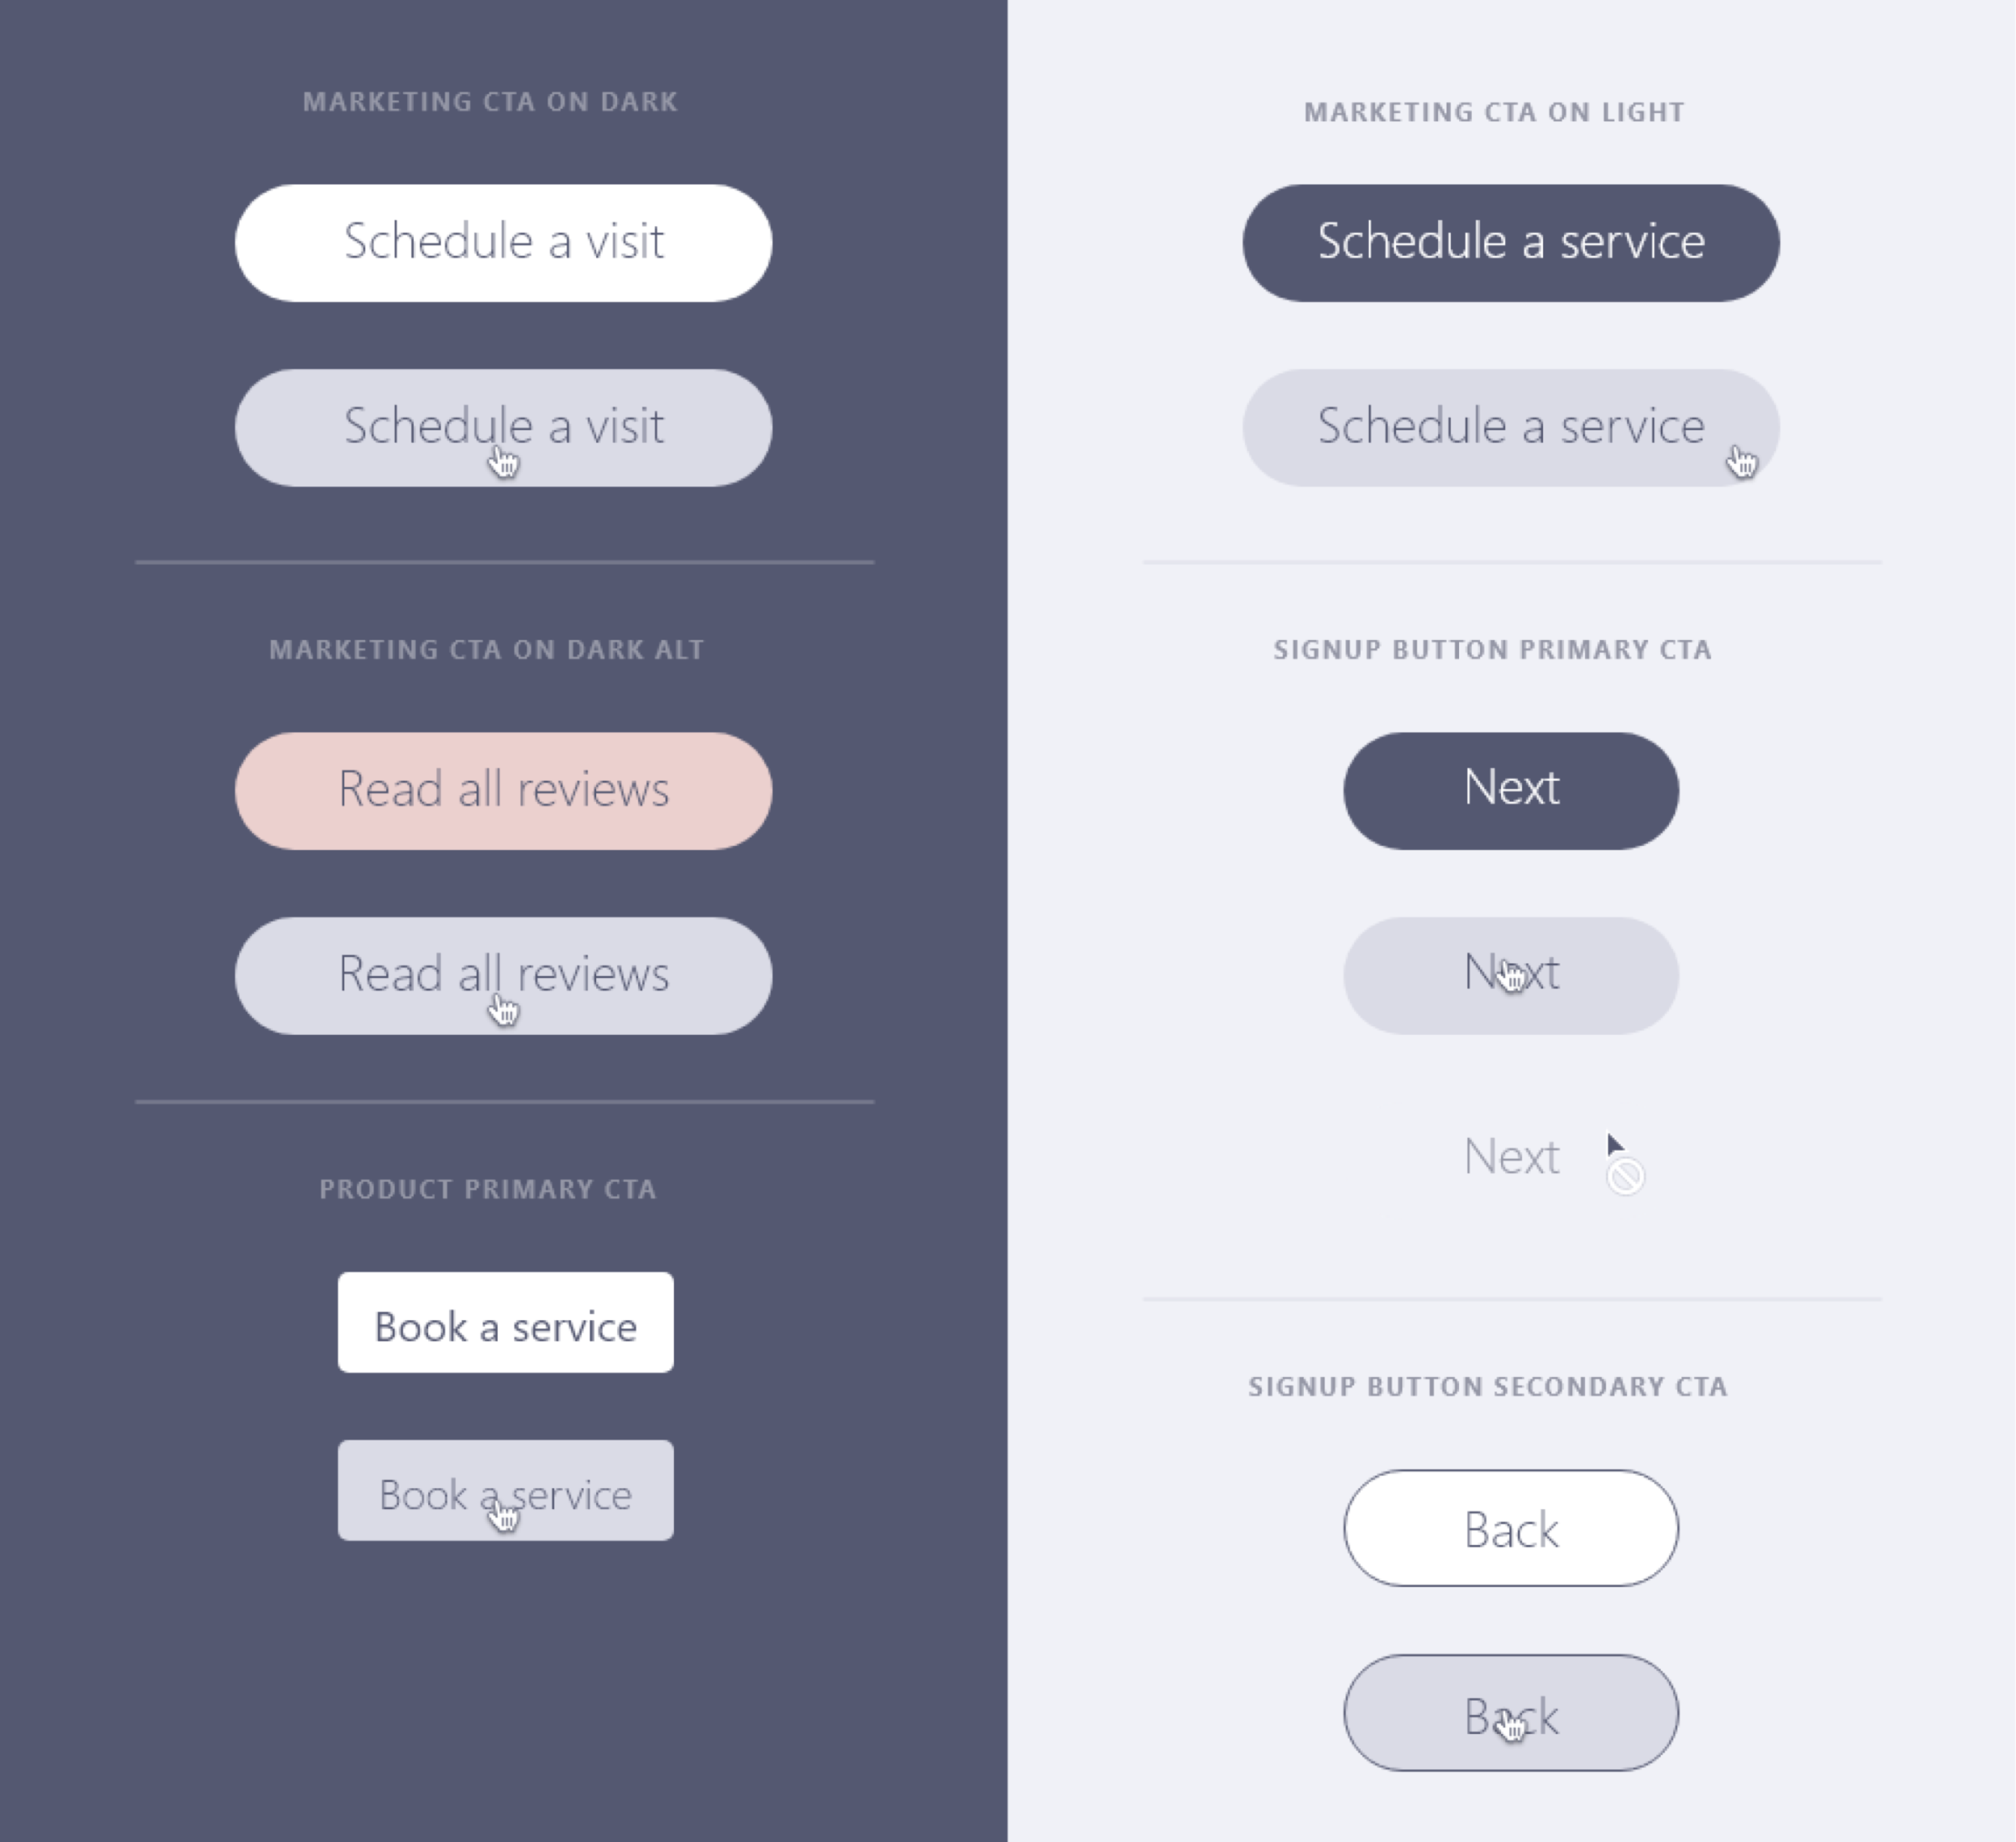 MARKETING CTA ON DARK
Schedule a visit
Schedule a visit
MARKETING CTA ON DARK ALT
Read all reviews
Read all reviews
PRODUCT PRIMARY CTA
Book a service
Book a service
MARKETING CTA ON LIGHT
Schedule a service
Schedule a service
SIGNUP BUTTON PRIMARY CTA
Next
Next
Next
SIGNUP BUTTON SECONDARY CTA
Back
Back